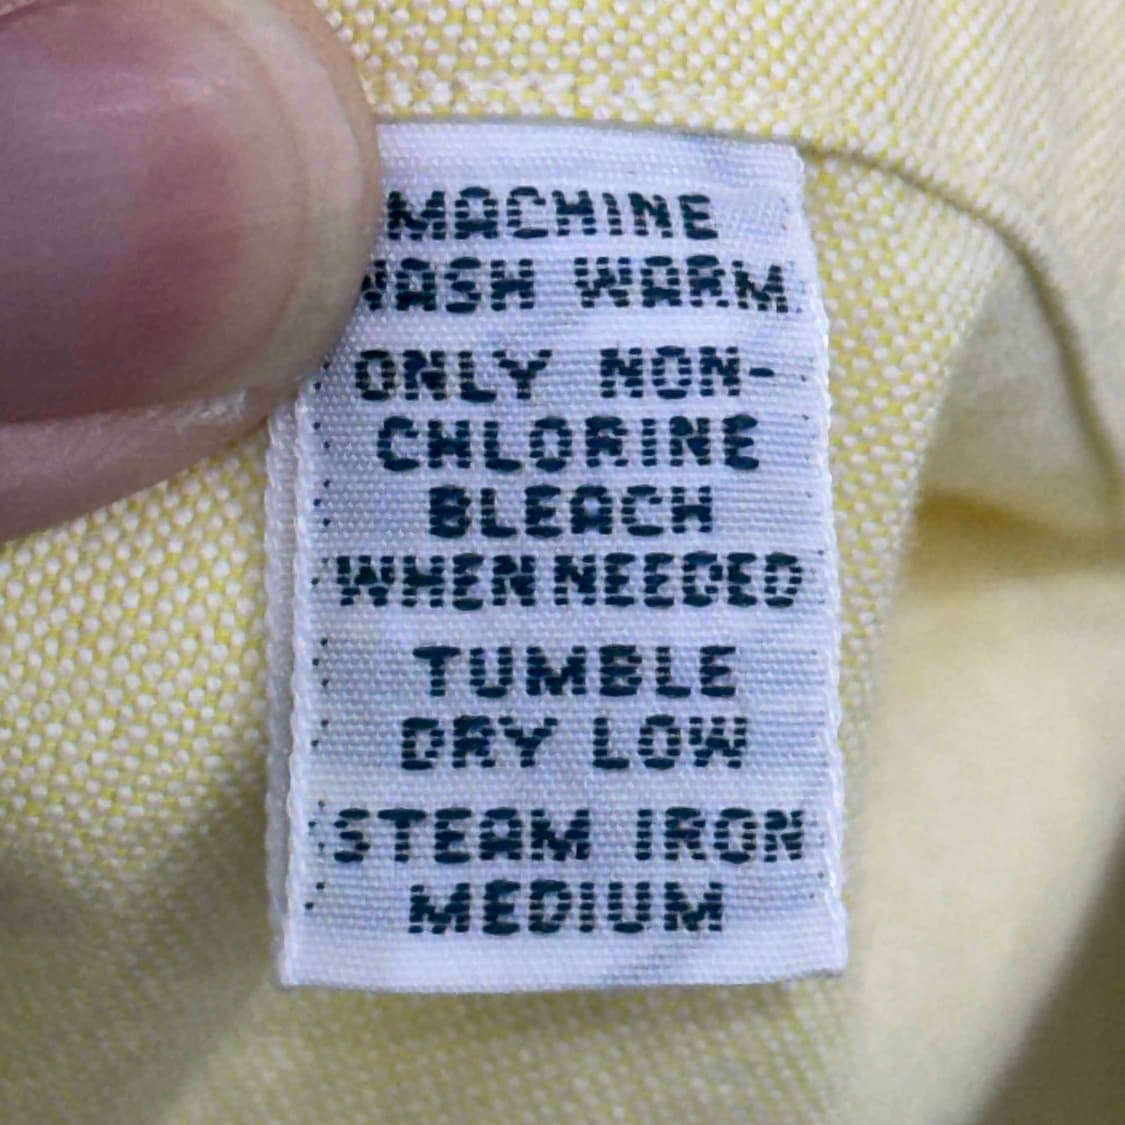 MACHINE
WASH WARM
ONLY NON-
CHLORINE
BLEACH
WHEN NEEDED
TUMBLE
DRY LOW
STEAM IRON
MEDIUM